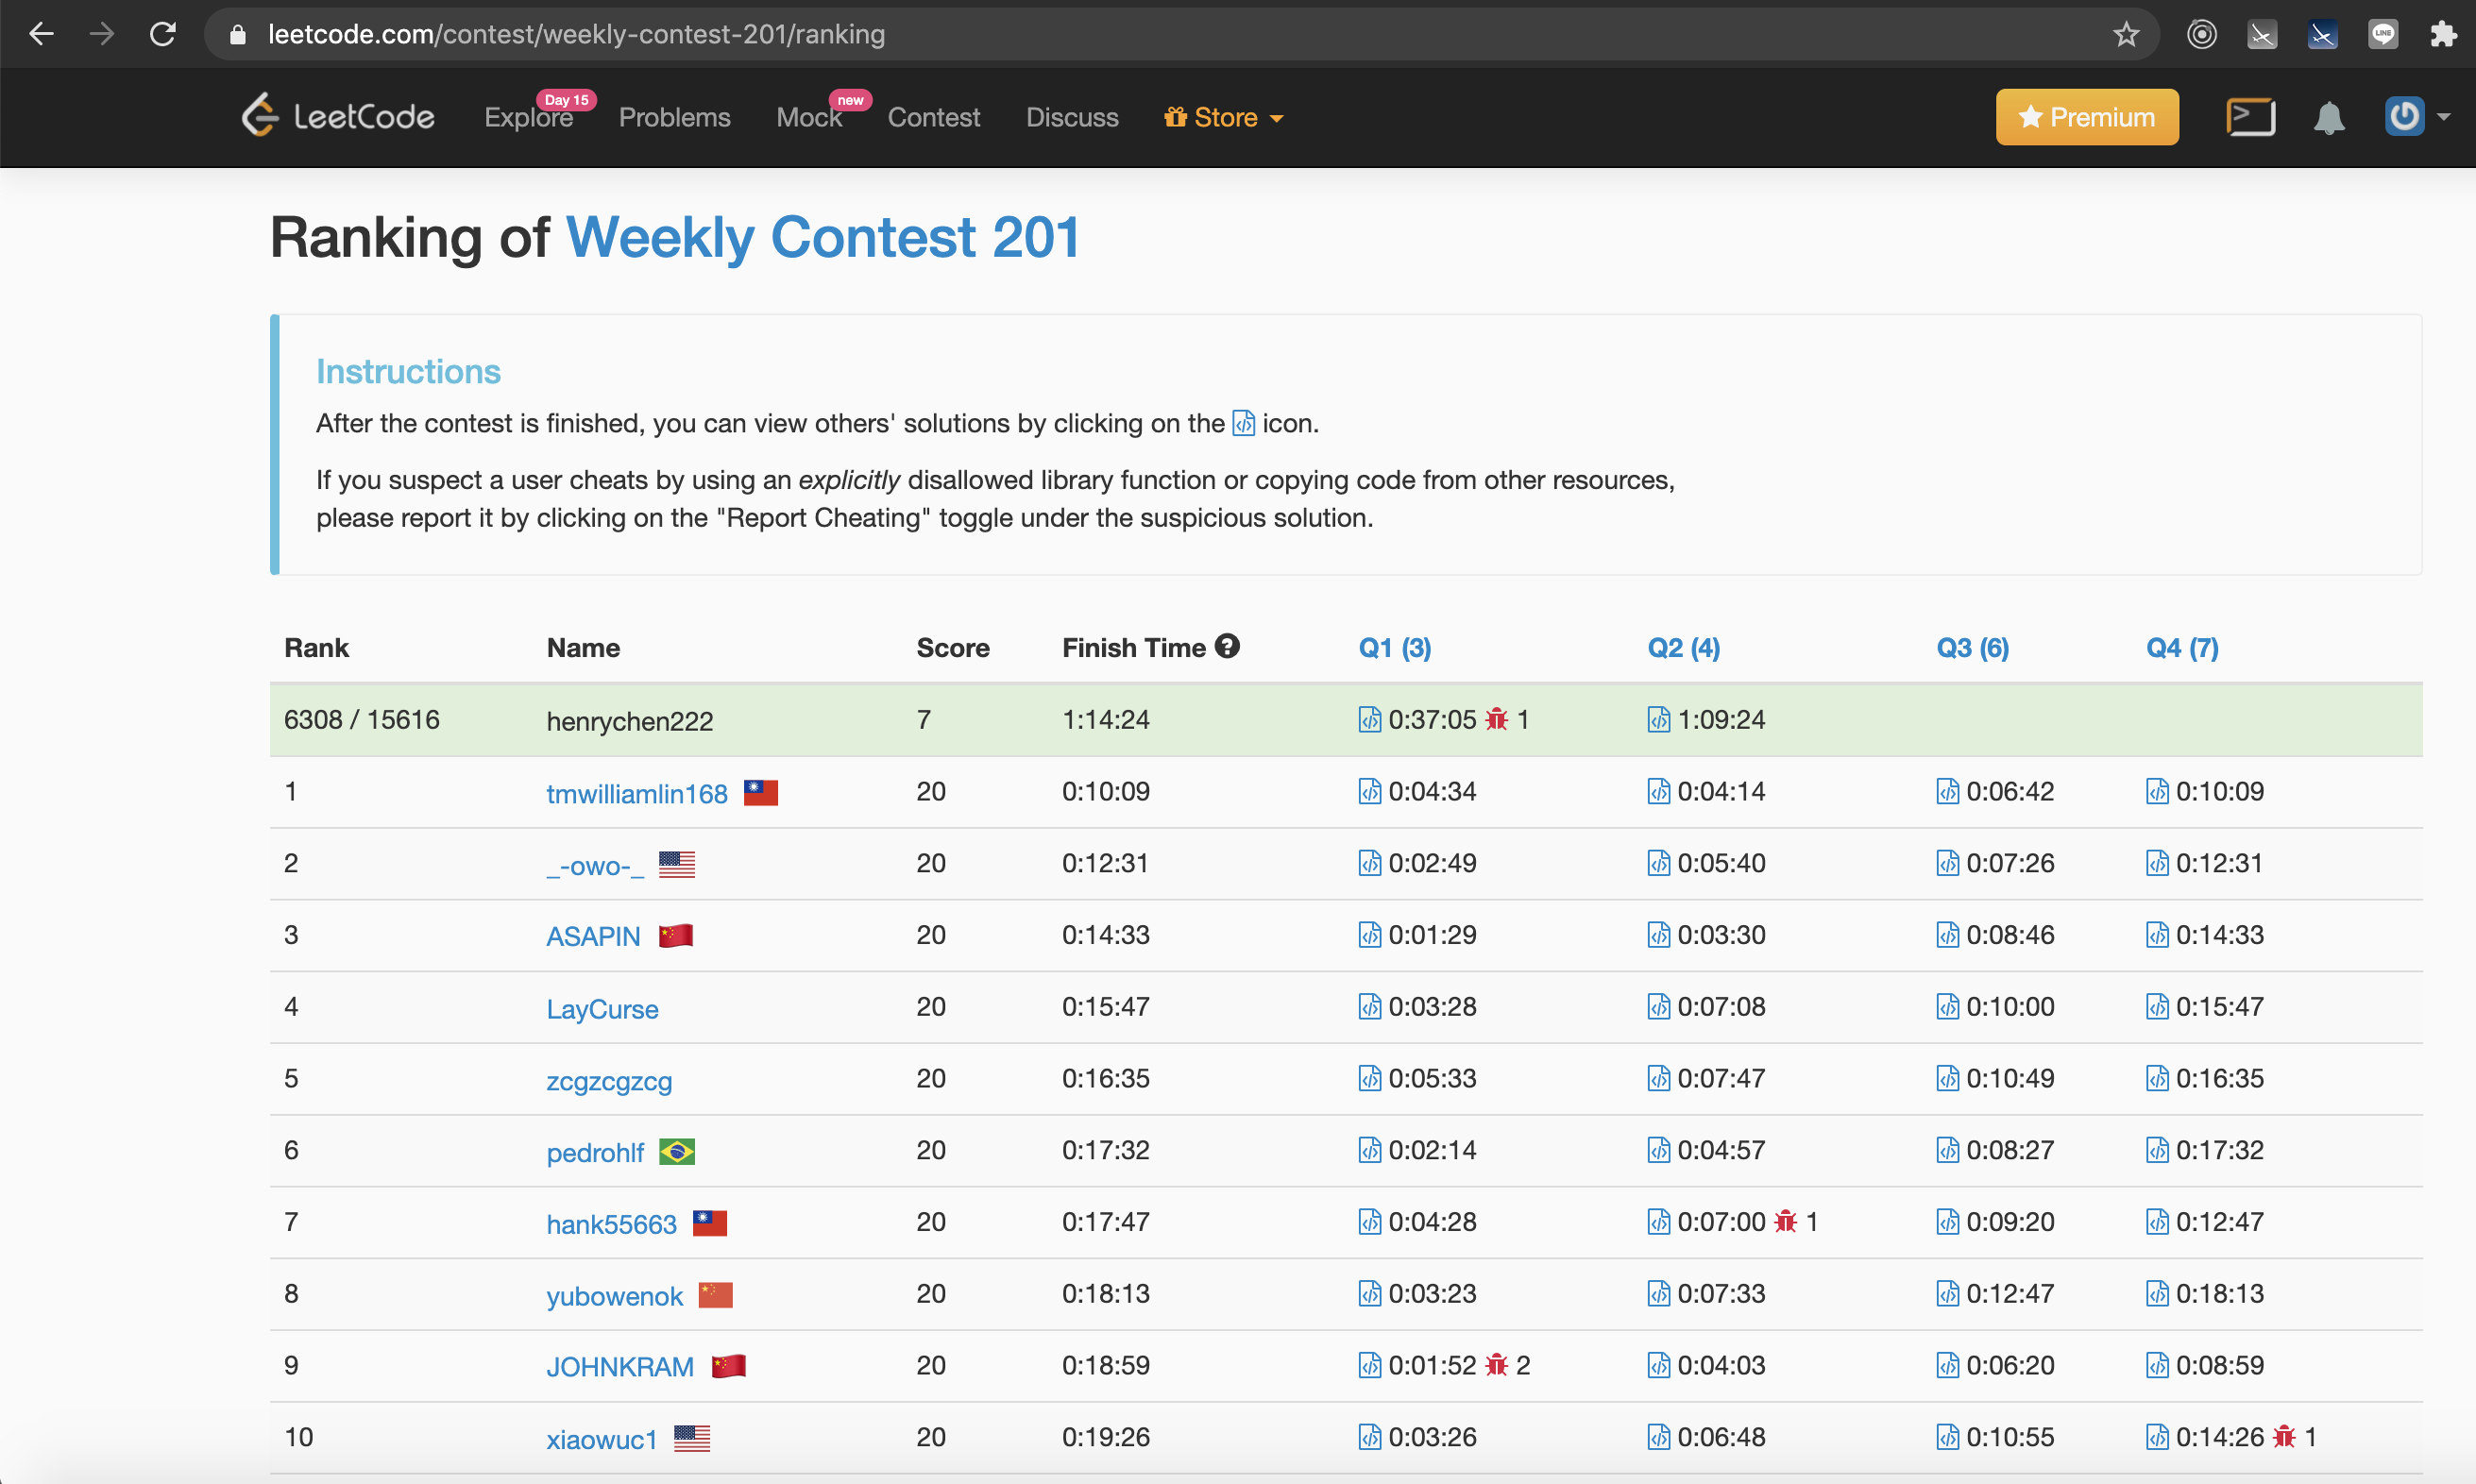 leetcode.com/contest/weekly-contest-201/ranking
LINE
LeetCode Explore Day 15 Problems Mock new Contest Discuss Store Premium
Ranking of Weekly Contest 201
Instructions
After the contest is finished, you can view others' solutions by clicking on the icon.
If you suspect a user cheats by using an explicitly disallowed library function or copying code from other resources,
please report it by clicking on the "Report Cheating" toggle under the suspicious solution.
Rank Name Score Finish Time Q1 (3) Q2 (4) Q3 (6) Q4 (7)
6308 / 15616 henrychen222 7 1:14:24 0:37:05 1 1:09:24
1 tmwilliamlin168 20 0:10:09 0:04:34 0:04:14 0:06:42 0:10:09
2 _-owo-_ 20 0:12:31 0:02:49 0:05:40 0:07:26 0:12:31
3 ASAPIN 20 0:14:33 0:01:29 0:03:30 0:08:46 0:14:33
4 LayCurse 20 0:15:47 0:03:28 0:07:08 0:10:00 0:15:47
5 zcgzcgzcg 20 0:16:35 0:05:33 0:07:47 0:10:49 0:16:35
6 pedrohlf 20 0:17:32 0:02:14 0:04:57 0:08:27 0:17:32
7 hank55663 20 0:17:47 0:04:28 0:07:00 1 0:09:20 0:12:47
8 yubowenok 20 0:18:13 0:03:23 0:07:33 0:12:47 0:18:13
9 JOHNKRAM 20 0:18:59 0:01:52 2 0:04:03 0:06:20 0:08:59
10 xiaowuc1 20 0:19:26 0:03:26 0:06:48 0:10:55 0:14:26 1